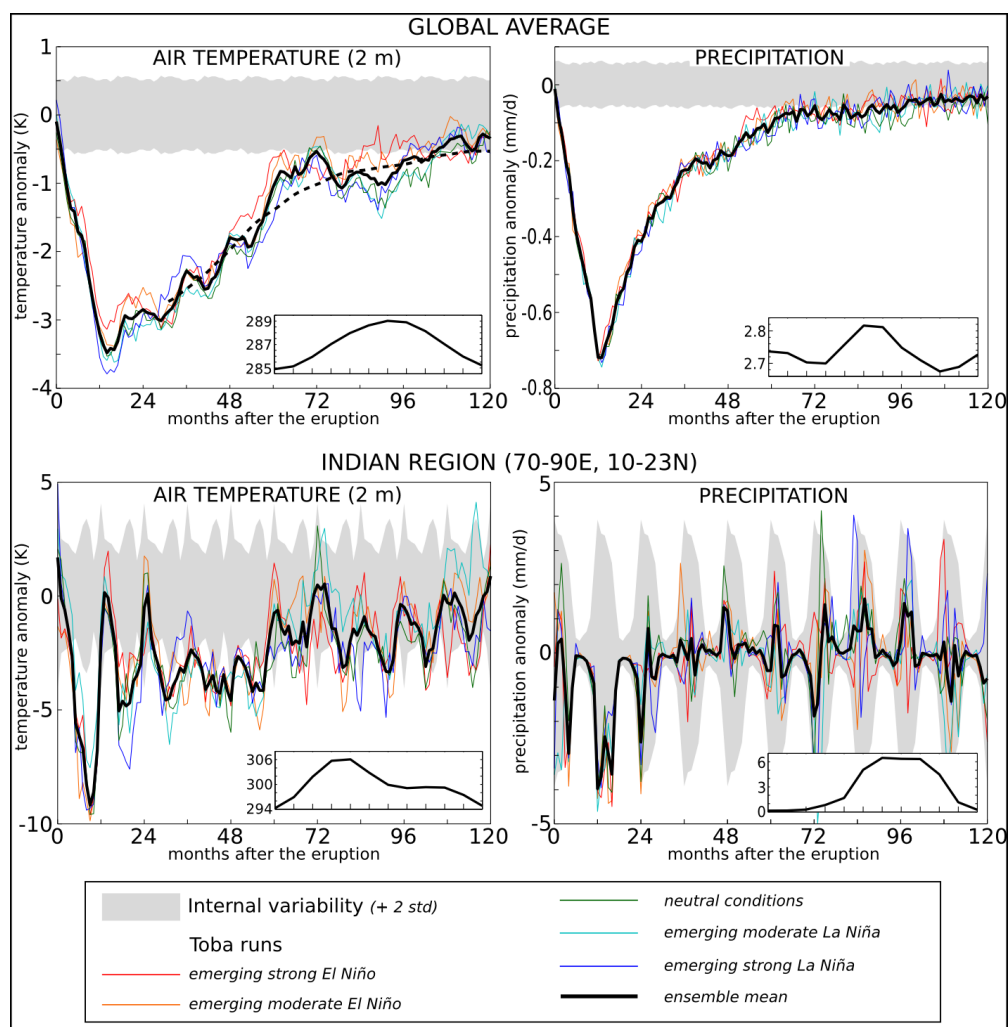 GLOBAL AVERAGE
AIR TEMPERATURE (2 m)
temperature anomaly (K)
1
0
-1
-2
-3
-4
289
287
285
0 24 48 72 96 120
months after the eruption
PRECIPITATION
precipitation anomaly (mm/d)
0
-0.2
-0.4
-0.6
-0.8
2.8
2.7
0 24 48 72 96 120
months after the eruption
INDIAN REGION (70-90E, 10-23N)
AIR TEMPERATURE (2 m)
temperature anomaly (K)
5
0
-5
-10
306
300
294
0 24 48 72 96 120
months after the eruption
PRECIPITATION
precipitation anomaly (mm/d)
5
0
-5
6
3
0
0 24 48 72 96 120
months after the eruption
Internal variability (+ 2 std)
Toba runs
emerging strong El Niño
emerging moderate El Niño
neutral conditions
emerging moderate La Niña
emerging strong La Niña
ensemble mean